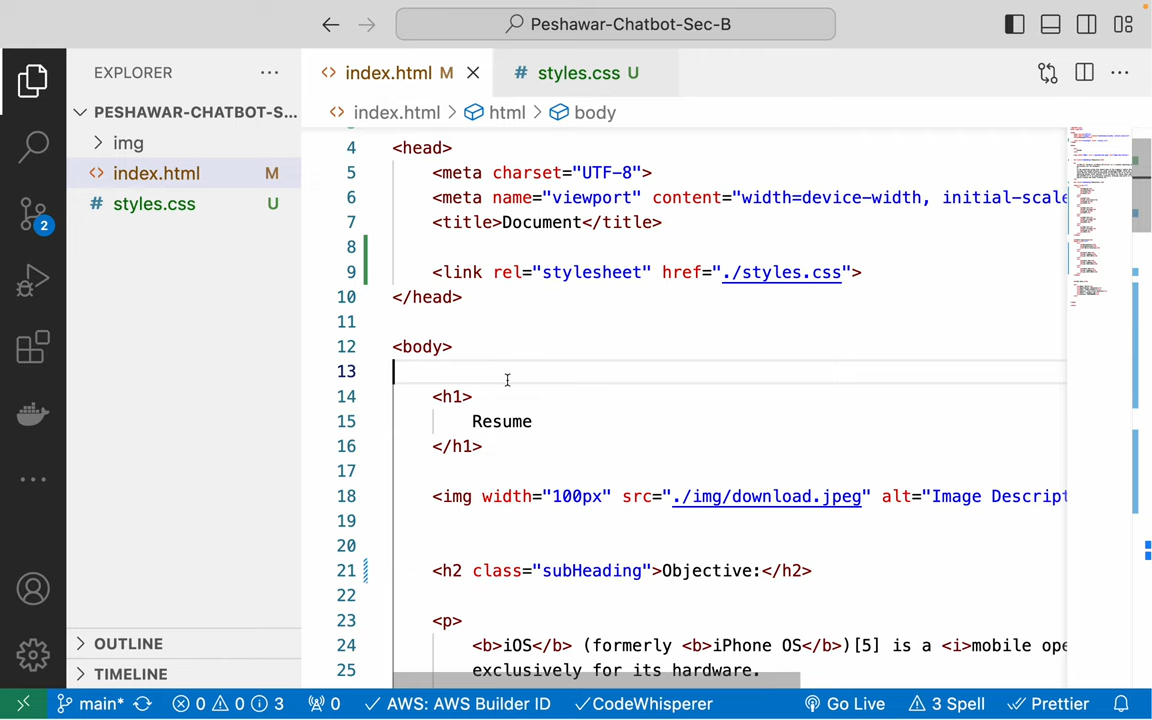 Peshawar-Chatbot-Sec-B
EXPLORER
PESHAWAR-CHATBOT-S...
img
index.html M
styles.css U
OUTLINE
TIMELINE
index.html M
styles.css U
index.html > html > body
4 <head>
5 <meta charset="UTF-8">
6 <meta name="viewport" content="width=device-width, initial-scale
7 <title>Document</title>
8
9 <link rel="stylesheet" href="./styles.css">
10 </head>
11
12 <body>
13
14 <h1>
15 Resume
16 </h1>
17
18 <img width="100px" src="./img/download.jpeg" alt="Image Descript
19
20
21 <h2 class="subHeading">Objective:</h2>
22
23 <p>
24 <b>iOS</b> (formerly <b>iPhone OS</b>)[5] is a <i>mobile ope
25 exclusively for its hardware.
2
main* 0 0 3 0 AWS: AWS Builder ID CodeWhisperer Go Live 3 Spell Prettier